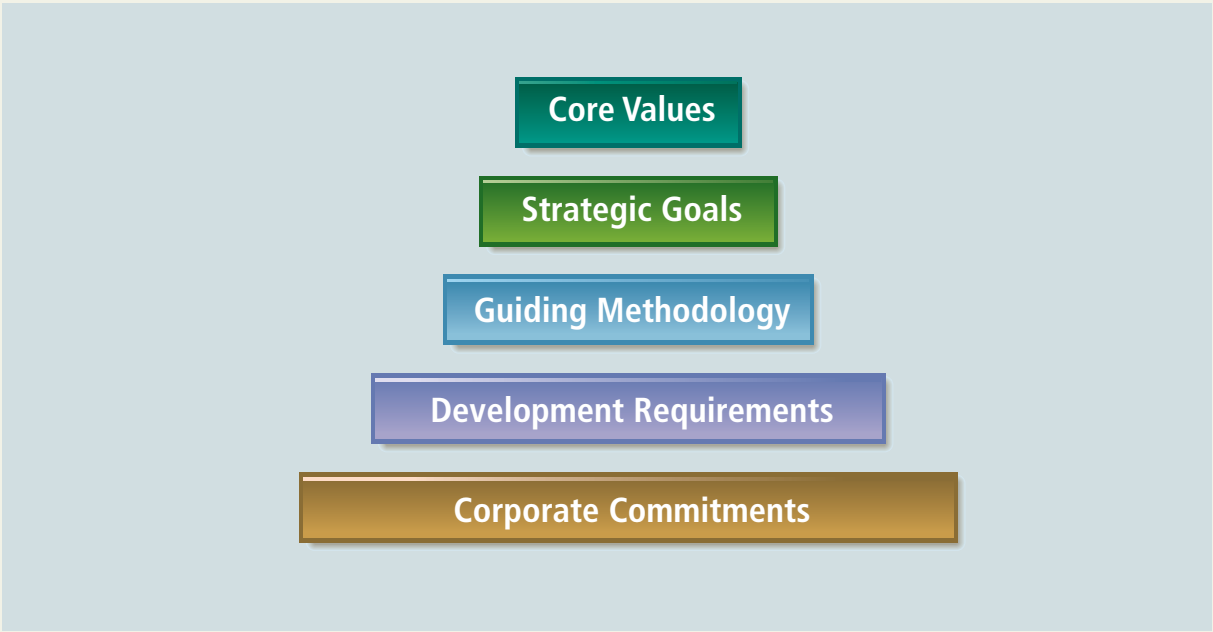 Core Values
Strategic Goals
Guiding Methodology
Development Requirements
Corporate Commitments